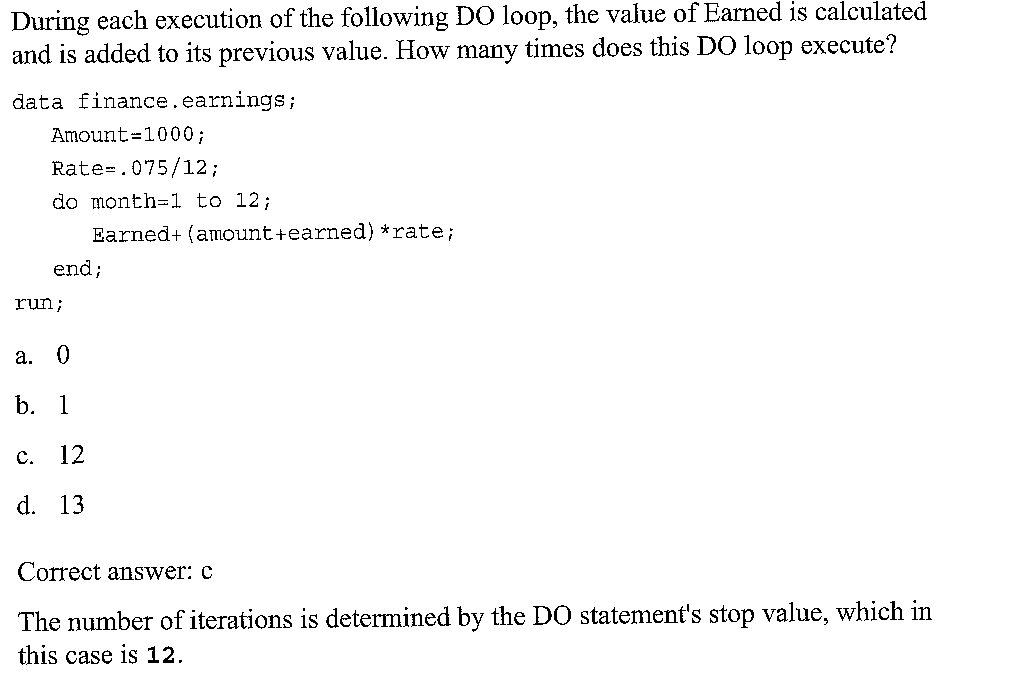 During each execution of the following DO loop, the value of Earned is calculated
and is added to its previous value. How many times does this DO loop execute?
data finance.earnings;
Amount=1000;
Rate=.075/12;
do month=1 to 12;
Earned+(amount+earned)*rate;
end;
run;
a. 0
b. 1
c. 12
d. 13
Correct answer: c
The number of iterations is determined by the DO statement's stop value, which in
this case is 12.